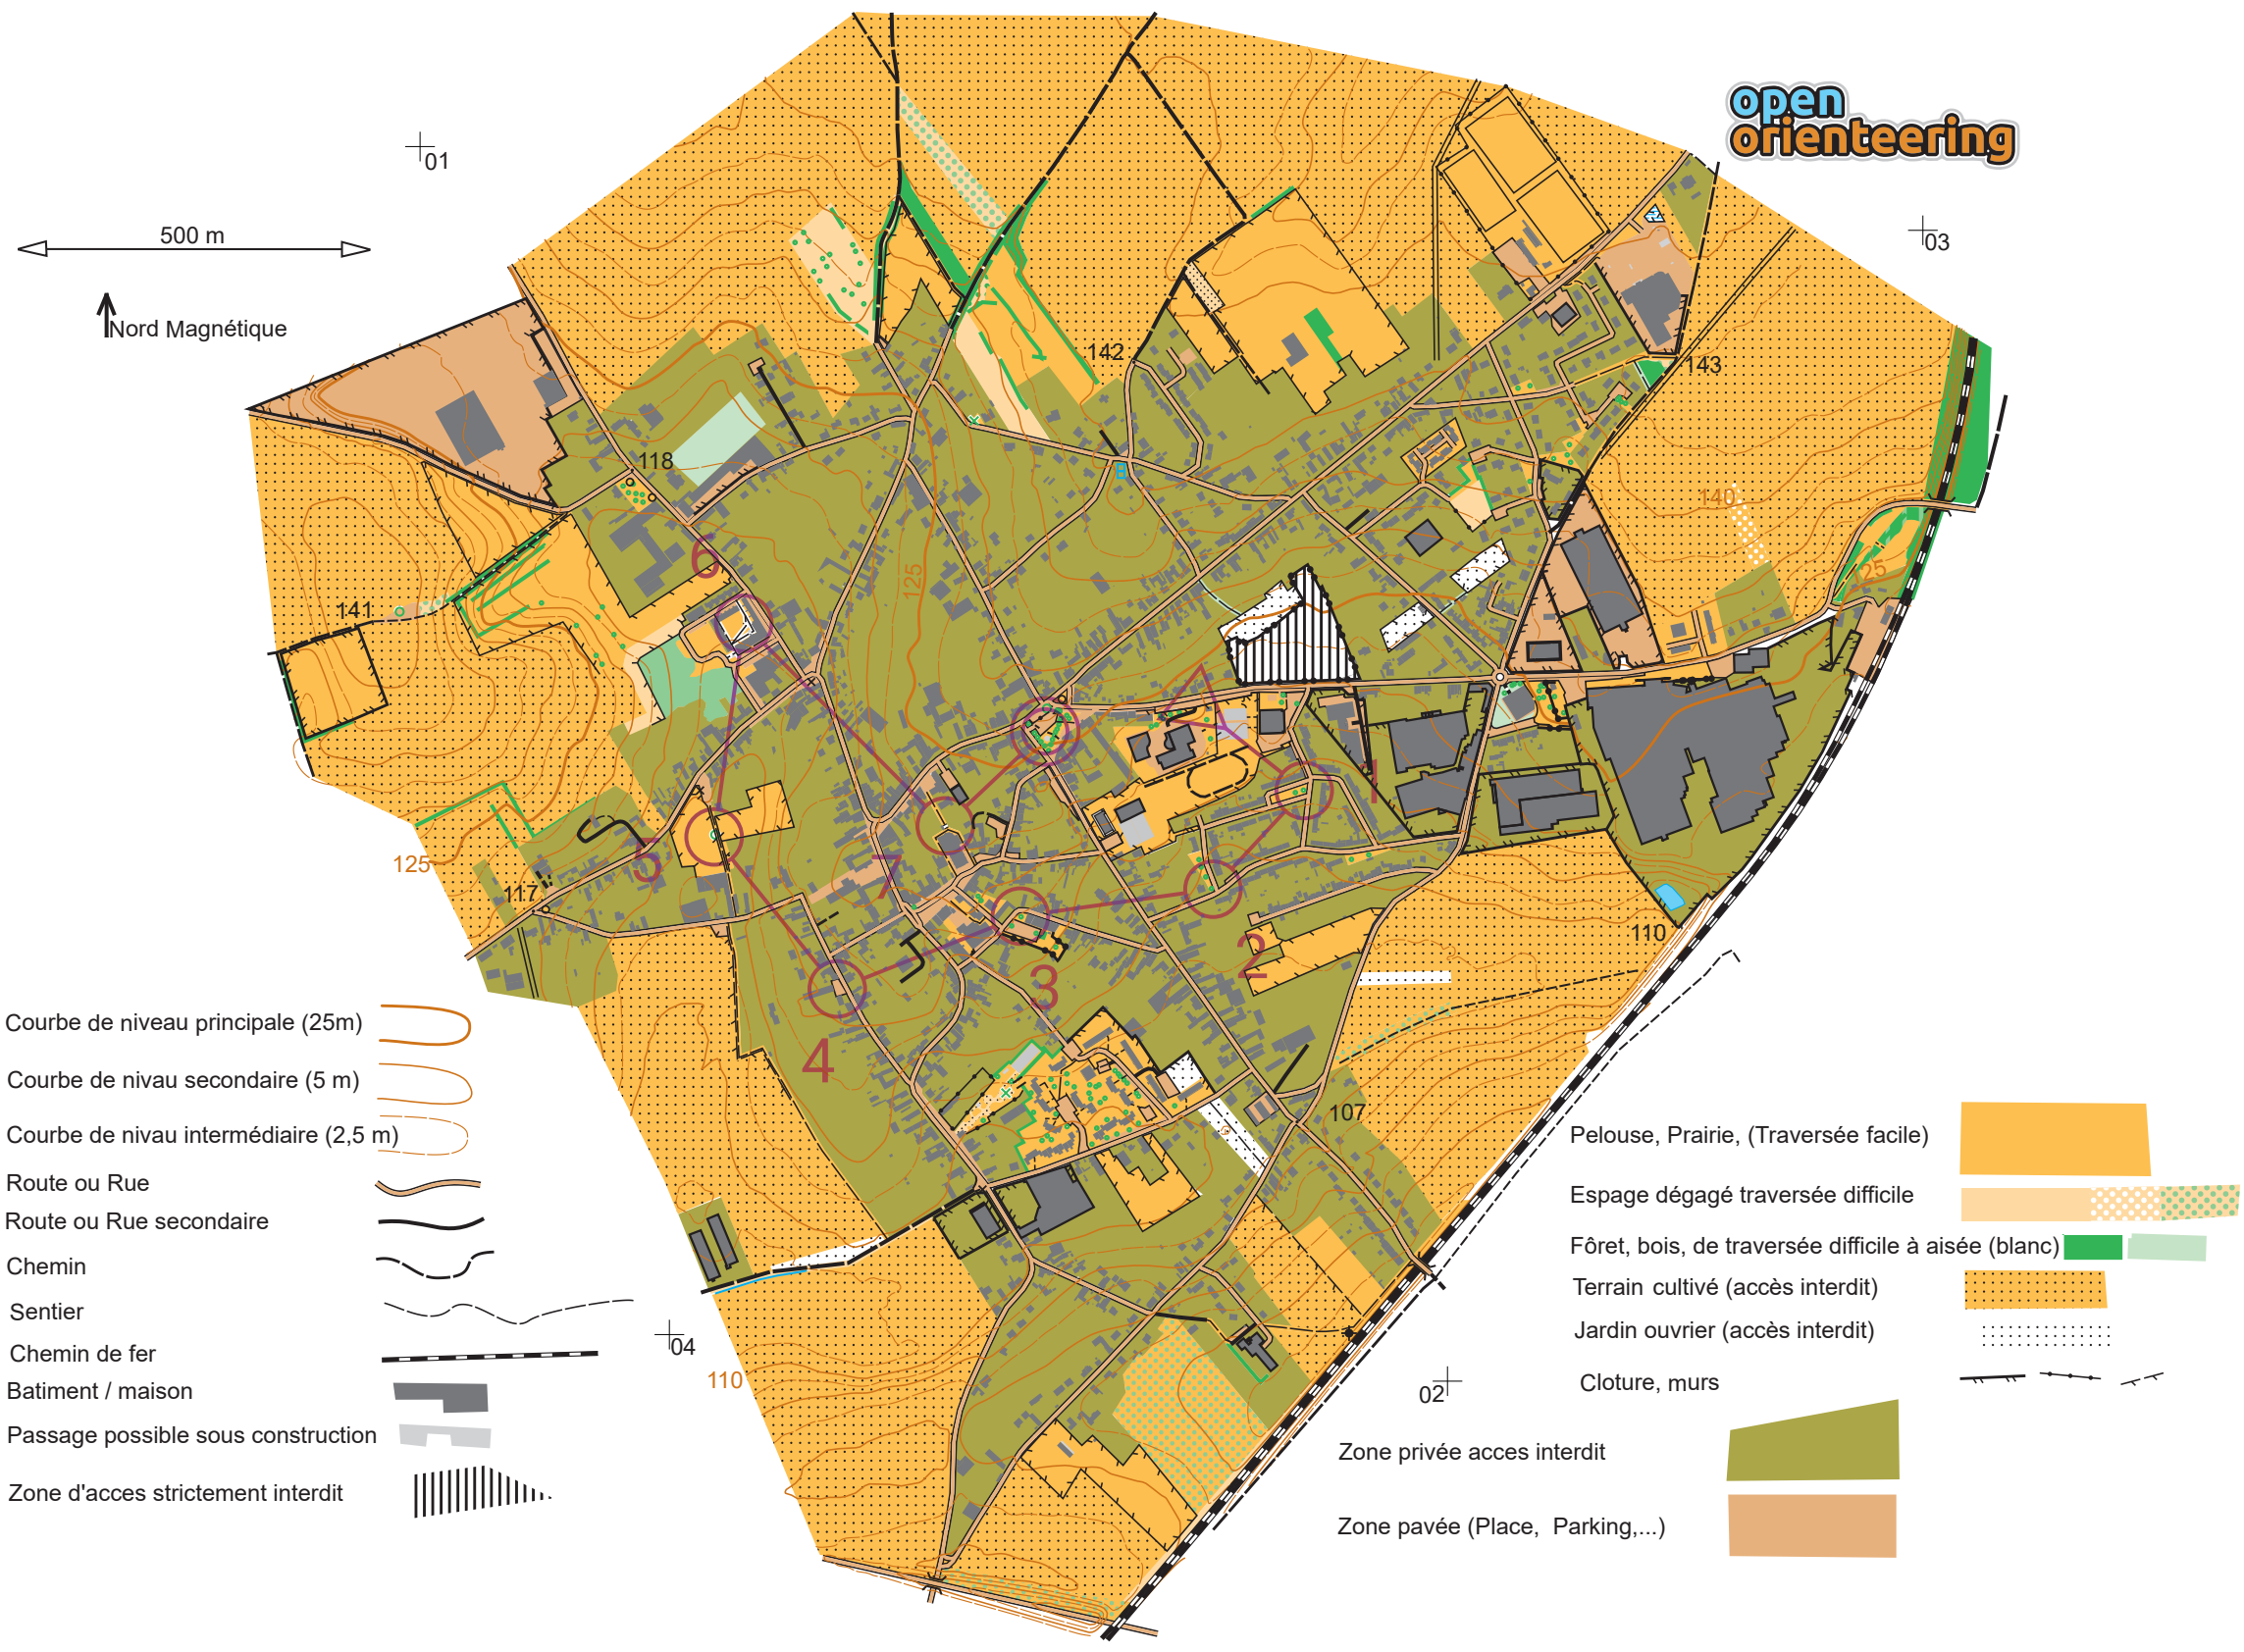 open
orienteering
01
500 m
Nord Magnétique
03
142
143
118
140
6
125
141
125
1
125
5
7
117
2
110
3
4
107
Courbe de niveau principale (25m)
Courbe de nivau secondaire (5 m)
Courbe de nivau intermédiaire (2,5 m)
Route ou Rue
Route ou Rue secondaire
Chemin
Sentier
Chemin de fer
Batiment / maison
Passage possible sous construction
Zone d'acces strictement interdit
04
110
02
Pelouse, Prairie, (Traversée facile)
Espage dégagé traversée difficile
Fôret, bois, de traversée difficile à aisée (blanc)
Terrain cultivé (accès interdit)
Jardin ouvrier (accès interdit)
Cloture, murs
Zone privée acces interdit
Zone pavée (Place, Parking,...)